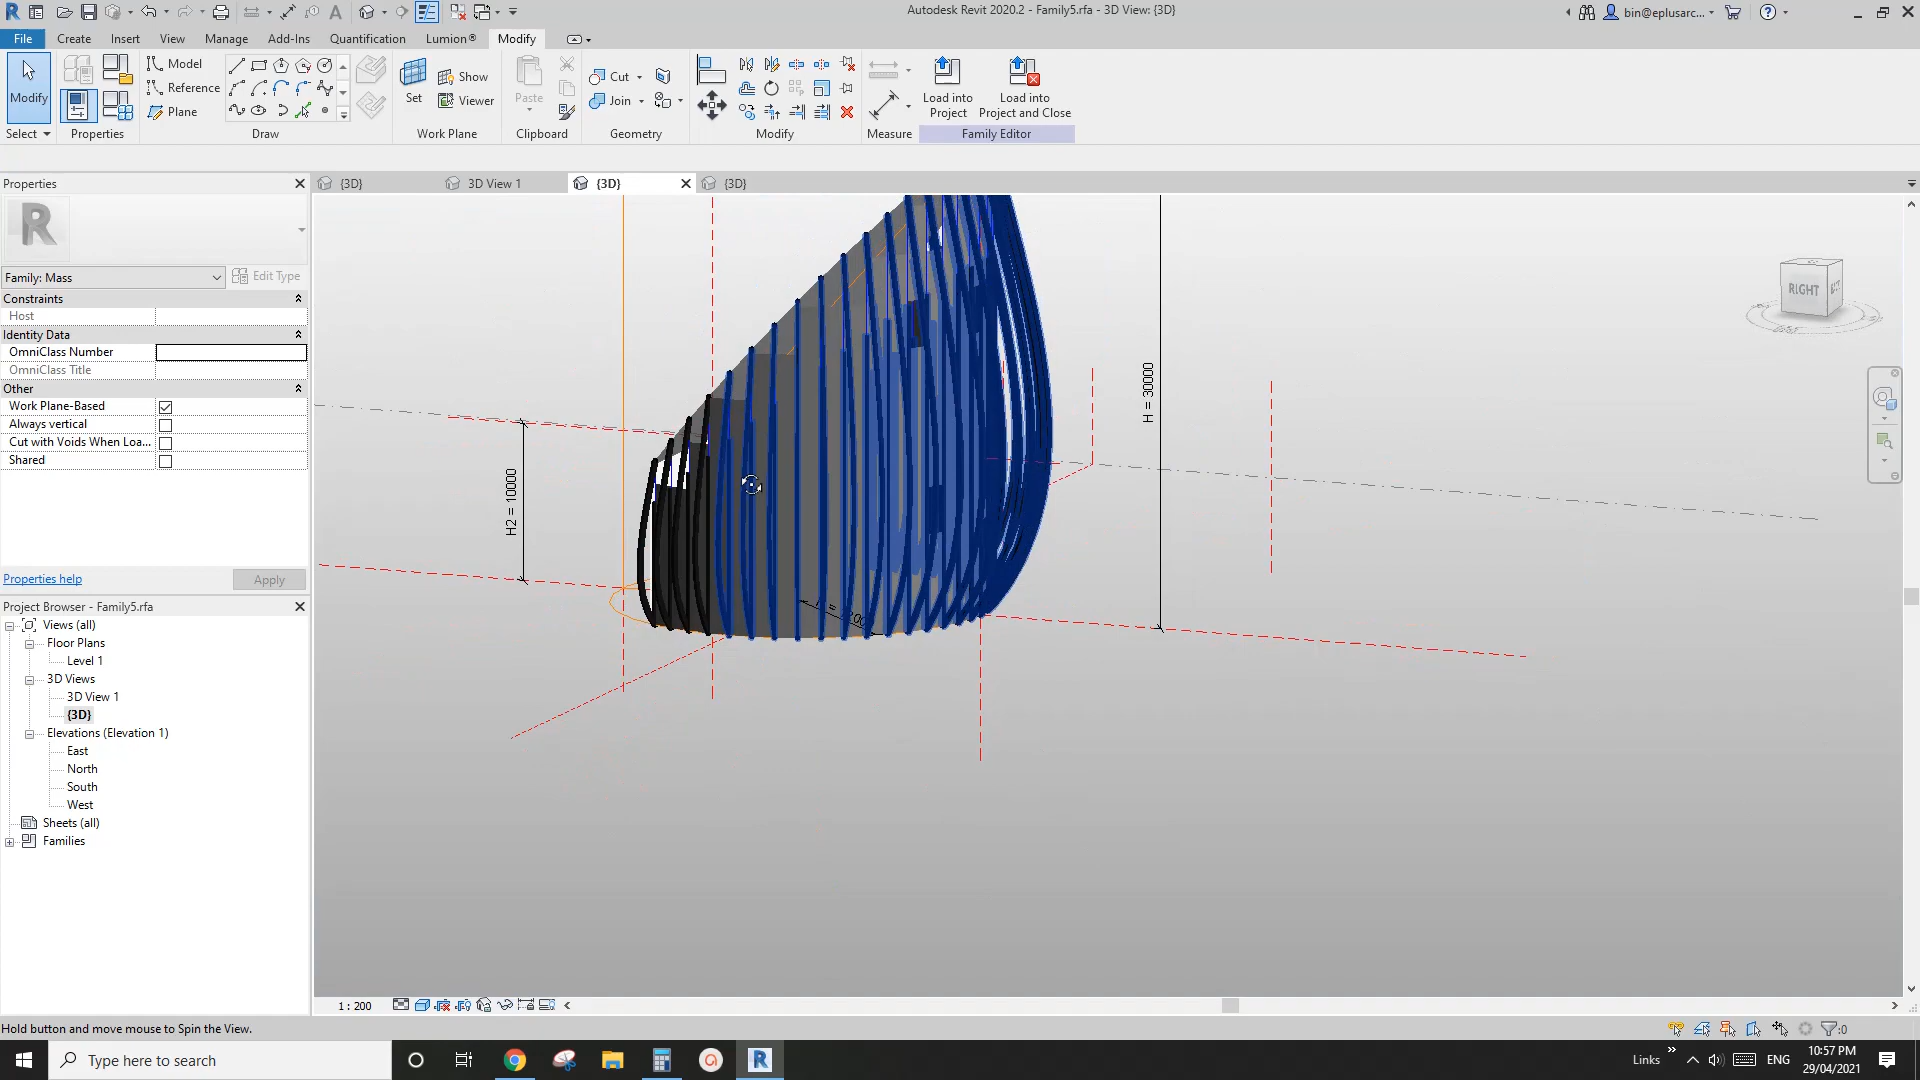 Autodesk Revit 2020.2 - Family5.rfa - 3D View: {3D}
bin@eplusarc...
File Create Insert View Manage Add-Ins Quantification Lumion® Modify
Modify
Select
Properties
Model
Reference
Plane
Draw
Set
Show
Viewer
Work Plane
Paste
Clipboard
Cut
Join
Geometry
Modify
Measure
Load into
Project
Load into
Project and Close
Family Editor
Properties
{3D} 3D View 1 {3D} {3D}
Family: Mass
Edit Type
Constraints
Host
Identity Data
OmniClass Number
OmniClass Title
Other
Work Plane-Based
Always vertical
Cut with Voids When Loa...
Shared
Properties help
Apply
Project Browser - Family5.rfa
Views (all)
Floor Plans
Level 1
3D Views
3D View 1
{3D}
Elevations (Elevation 1)
East
North
South
West
Sheets (all)
Families
H2 = 10000
H = 30000
RIGHT
1 : 200
Hold button and move mouse to Spin the View.
:0
Type here to search
Links
ENG
10:57 PM
29/04/2021